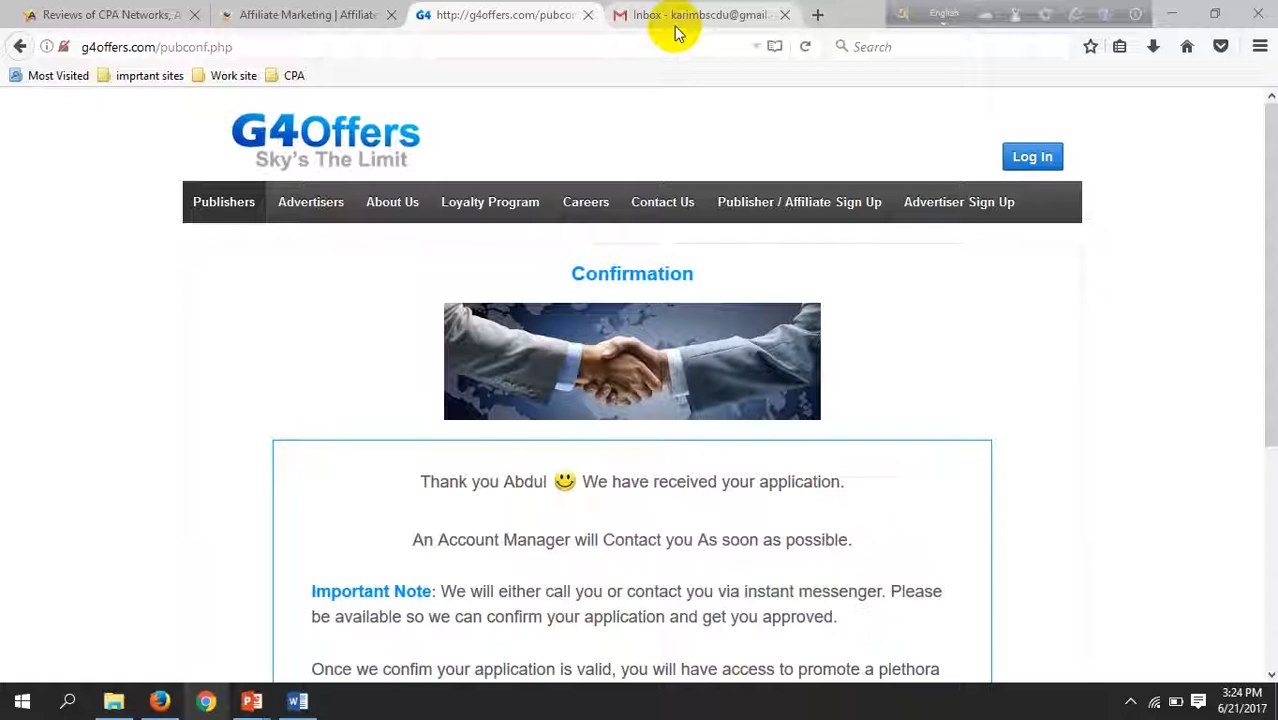 Reviews of CPA Networks, A
Affiliate Marketing | Affiliate
G4 http://g4offers.com/pubcon
Inbox - karimbscdu@gmail.
English
g4offers.com/pubconf.php
Search
Most Visited imprtant sites Work site CPA
G4Offers
Sky's The Limit
Log In
Publishers Advertisers About Us Loyalty Program Careers Contact Us Publisher / Affiliate Sign Up Advertiser Sign Up
Confirmation
Thank you Abdul We have received your application.
An Account Manager will Contact you As soon as possible.
Important Note: We will either call you or contact you via instant messenger. Please
be available so we can confirm your application and get you approved.
Once we confim your application is valid, you will have access to promote a plethora
3:24 PM
6/21/2017